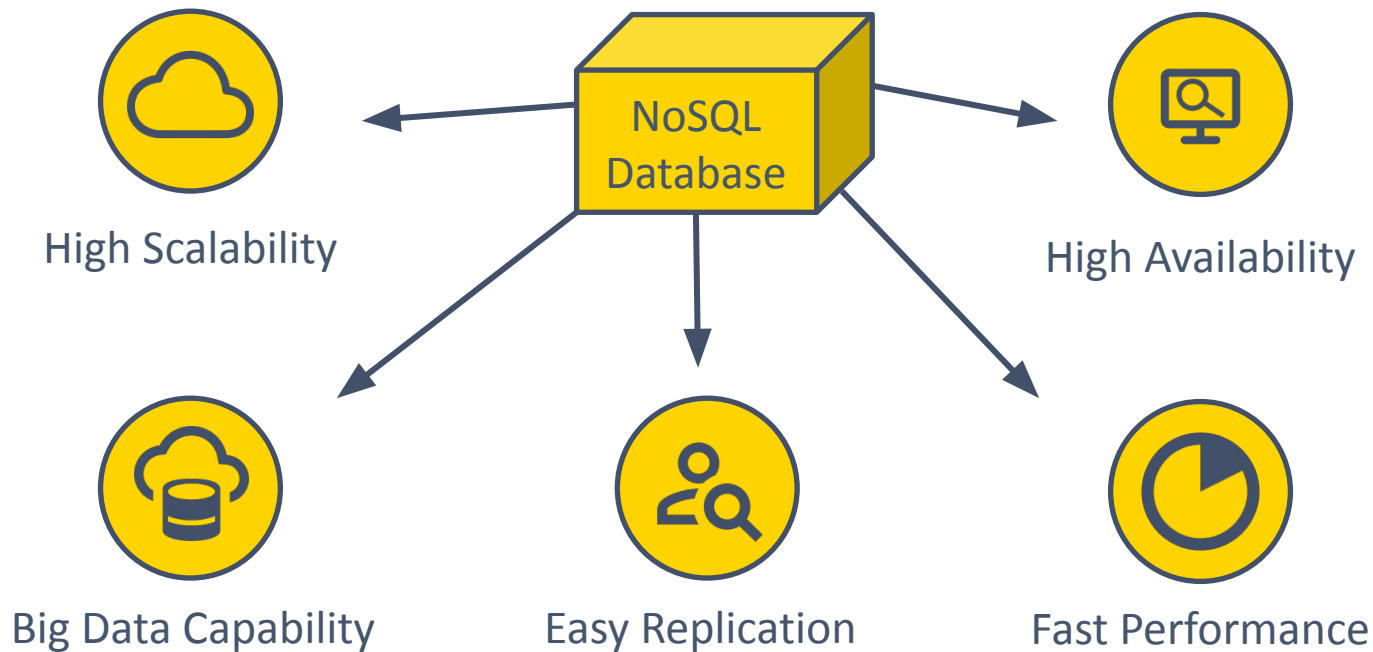 NoSQL
Database
High Scalability
High Availability
Big Data Capability
Easy Replication
Fast Performance